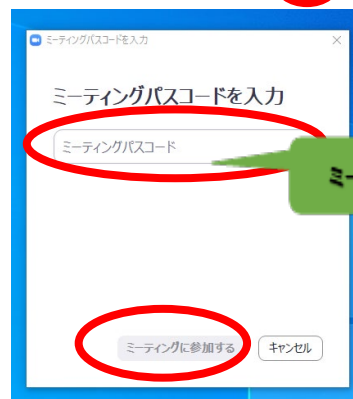 ミーティングパスコードを入力
ミーティングパスコードを入力
ミーティングパスコード
ミー
ミーティングに参加する
キャンセル